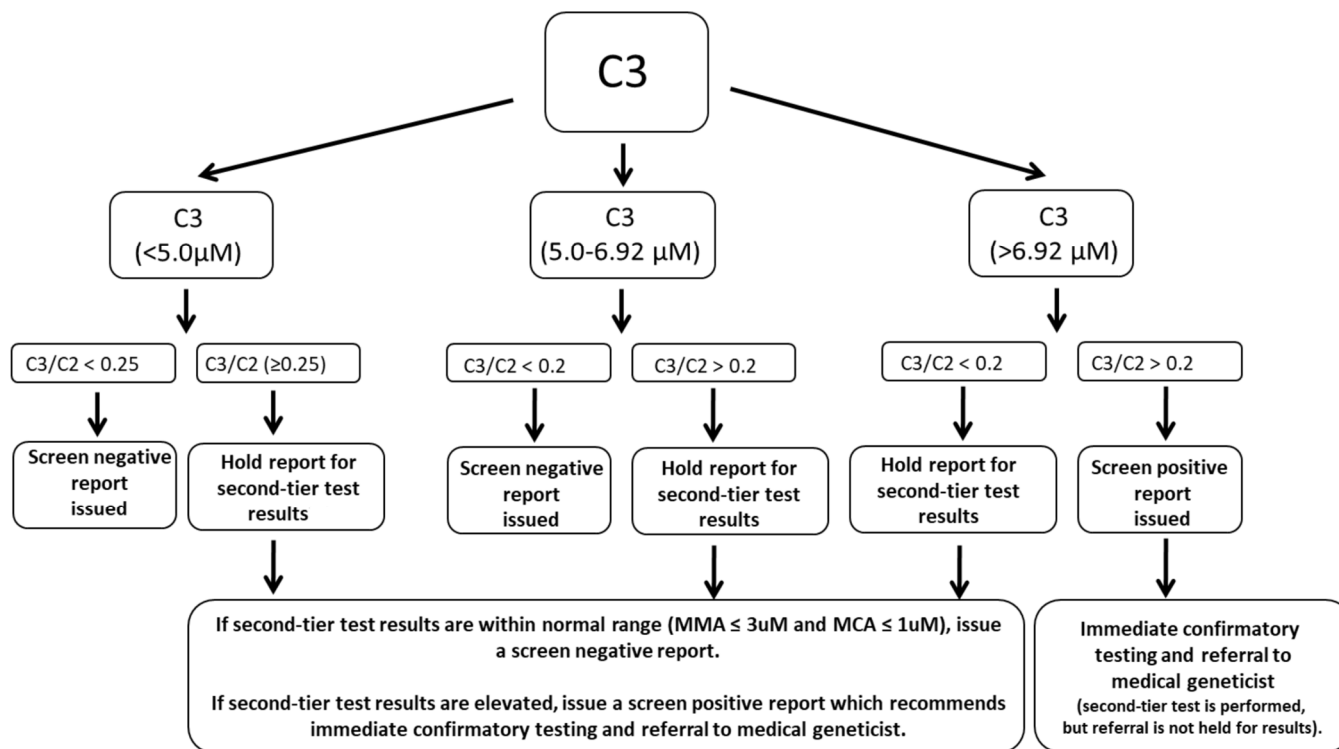 C3
C3
(<5.0µM)
C3
(5.0-6.92 µM)
C3
(>6.92 µM)
C3/C2 < 0.25
C3/C2 (≥0.25)
C3/C2 < 0.2
C3/C2 > 0.2
C3/C2 < 0.2
C3/C2 > 0.2
Screen negative
report
issued
Hold report for
second-tier test
results
Screen negative
report
issued
Hold report for
second-tier test
results
Hold report for
second-tier test
results
Screen positive
report
issued
If second-tier test results are within normal range (MMA ≤ 3uM and MCA ≤ 1uM), issue
a screen negative report.
If second-tier test results are elevated, issue a screen positive report which recommends
immediate confirmatory testing and referral to medical geneticist.
Immediate confirmatory
testing and referral to
medical geneticist
(second-tier test is performed,
but referral is not held for results).